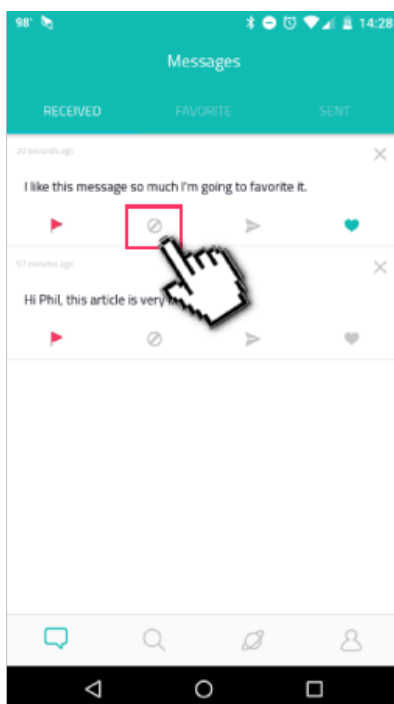 98° 14:28
Messages
RECEIVED FAVORITE SENT
20 seconds ago
I like this message so much I'm going to favorite it.
57 minutes ago
Hi Phil, this article is very